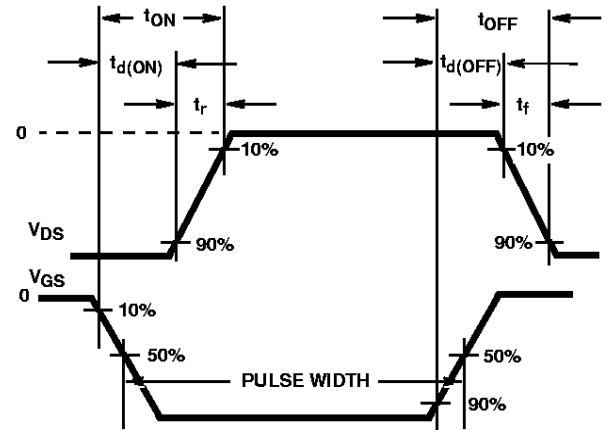 tON tOFF
td(ON) td(OFF)
tr tf
0
10% 10%
VDS 90% 90%
VGS
0
10%
50% 50%
PULSE WIDTH
90%